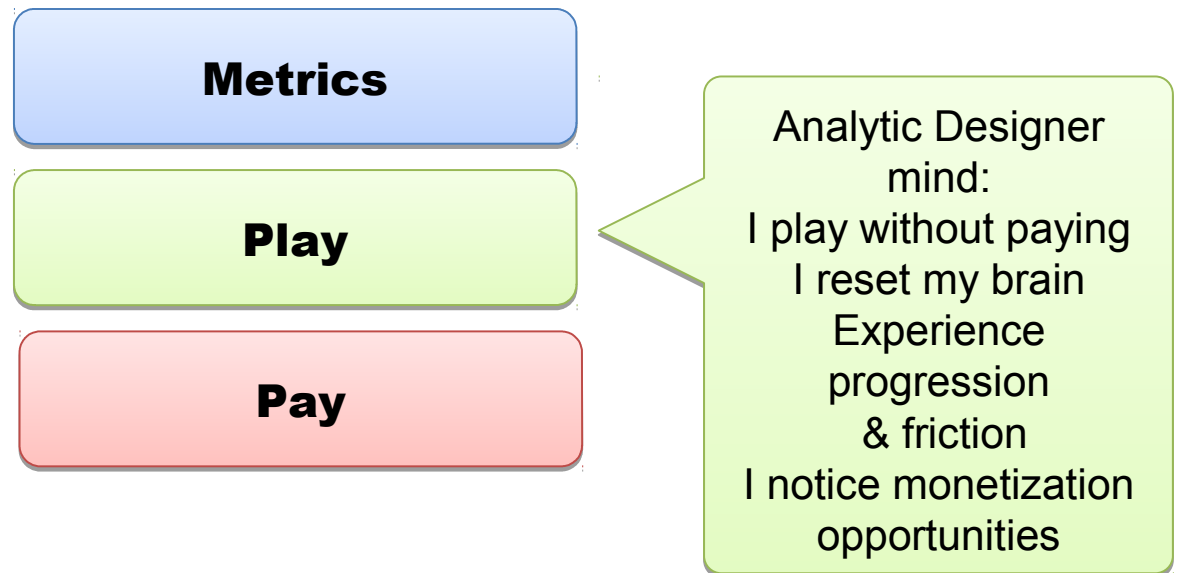 Metrics
Play
Pay
Analytic Designer
mind:
I play without paying
I reset my brain
Experience
progression
& friction
I notice monetization
opportunities